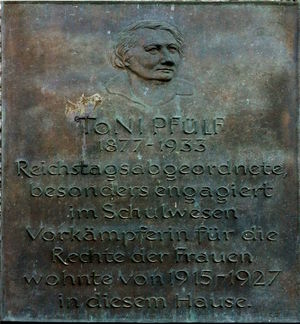 ToNI PFÜLF
1877-1933
Reichstagsabgeordnete,
besonders engagiert
im Schulwesen
Vorkämpferin für die
Rechte der Frauen
wohnte von 1915-1927
in diesem Hause.